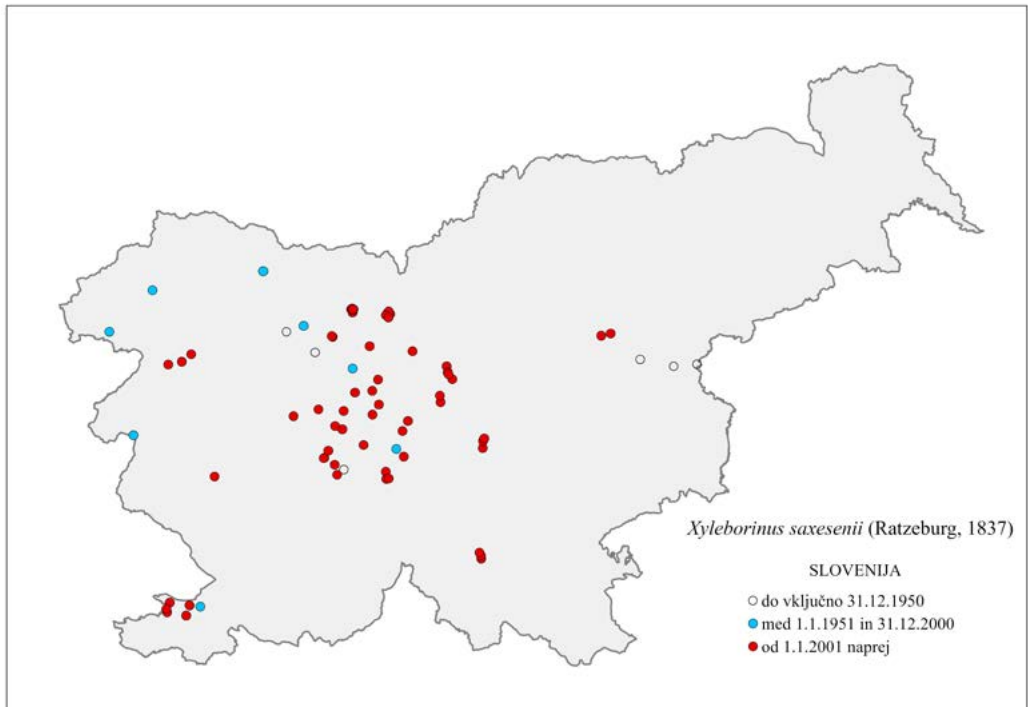 Xyleborinus saxesenii (Ratzeburg, 1837)
SLOVENIJA
do vključno 31.12.1950
med 1.1.1951 in 31.12.2000
od 1.1.2001 naprej